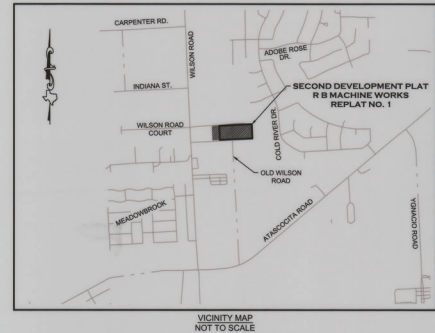 CARPENTER RD.
WILSON ROAD
ADOBE ROSE
DR.
INDIANA ST.
SECOND DEVELOPMENT PLAT
R B MACHINE WORKS
REPLAT NO. 1
WILSON ROAD
COURT
COLD RIVER DR.
OLD WILSON
ROAD
MEADOWBROOK
ATASCOCITA ROAD
YGNACIO ROAD
VICINITY MAP
NOT TO SCALE